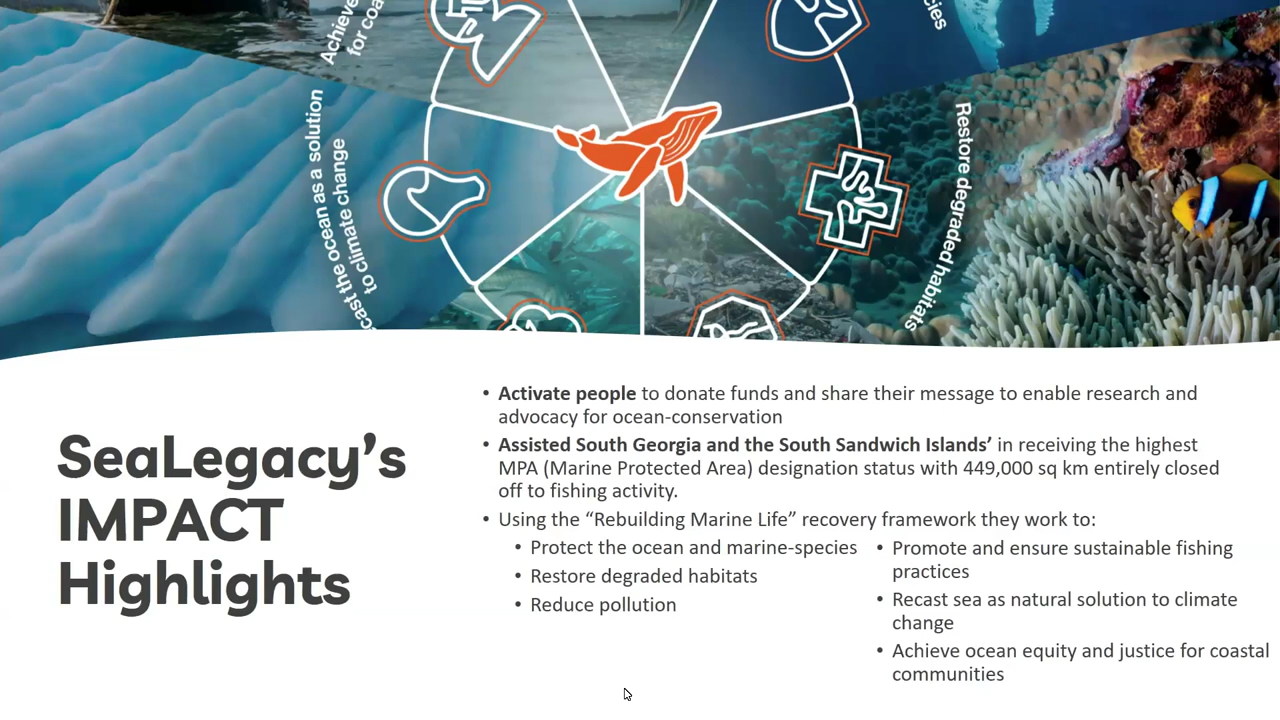 Achieve
for coa
cies
cast the ocean as a solution
to climate change
Restore degraded habitats
SeaLegacy's
IMPACT
Highlights
• Activate people to donate funds and share their message to enable research and
advocacy for ocean-conservation
• Assisted South Georgia and the South Sandwich Islands' in receiving the highest
MPA (Marine Protected Area) designation status with 449,000 sq km entirely closed
off to fishing activity.
• Using the “Rebuilding Marine Life” recovery framework they work to:
• Protect the ocean and marine-species
• Restore degraded habitats
• Reduce pollution
• Promote and ensure sustainable fishing
practices
• Recast sea as natural solution to climate
change
• Achieve ocean equity and justice for coastal
communities